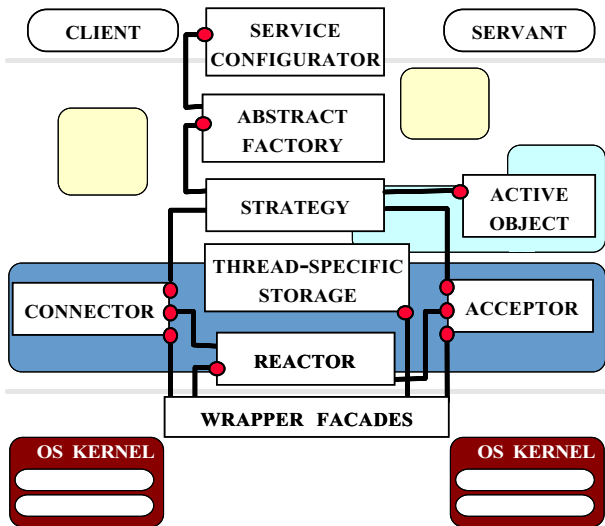 CLIENT
SERVICE
CONFIGURATOR
SERVANT
ABSTRACT
FACTORY
STRATEGY
ACTIVE
OBJECT
THREAD-SPECIFIC
STORAGE
CONNECTOR
ACCEPTOR
REACTOR
WRAPPER FACADES
OS KERNEL
OS KERNEL